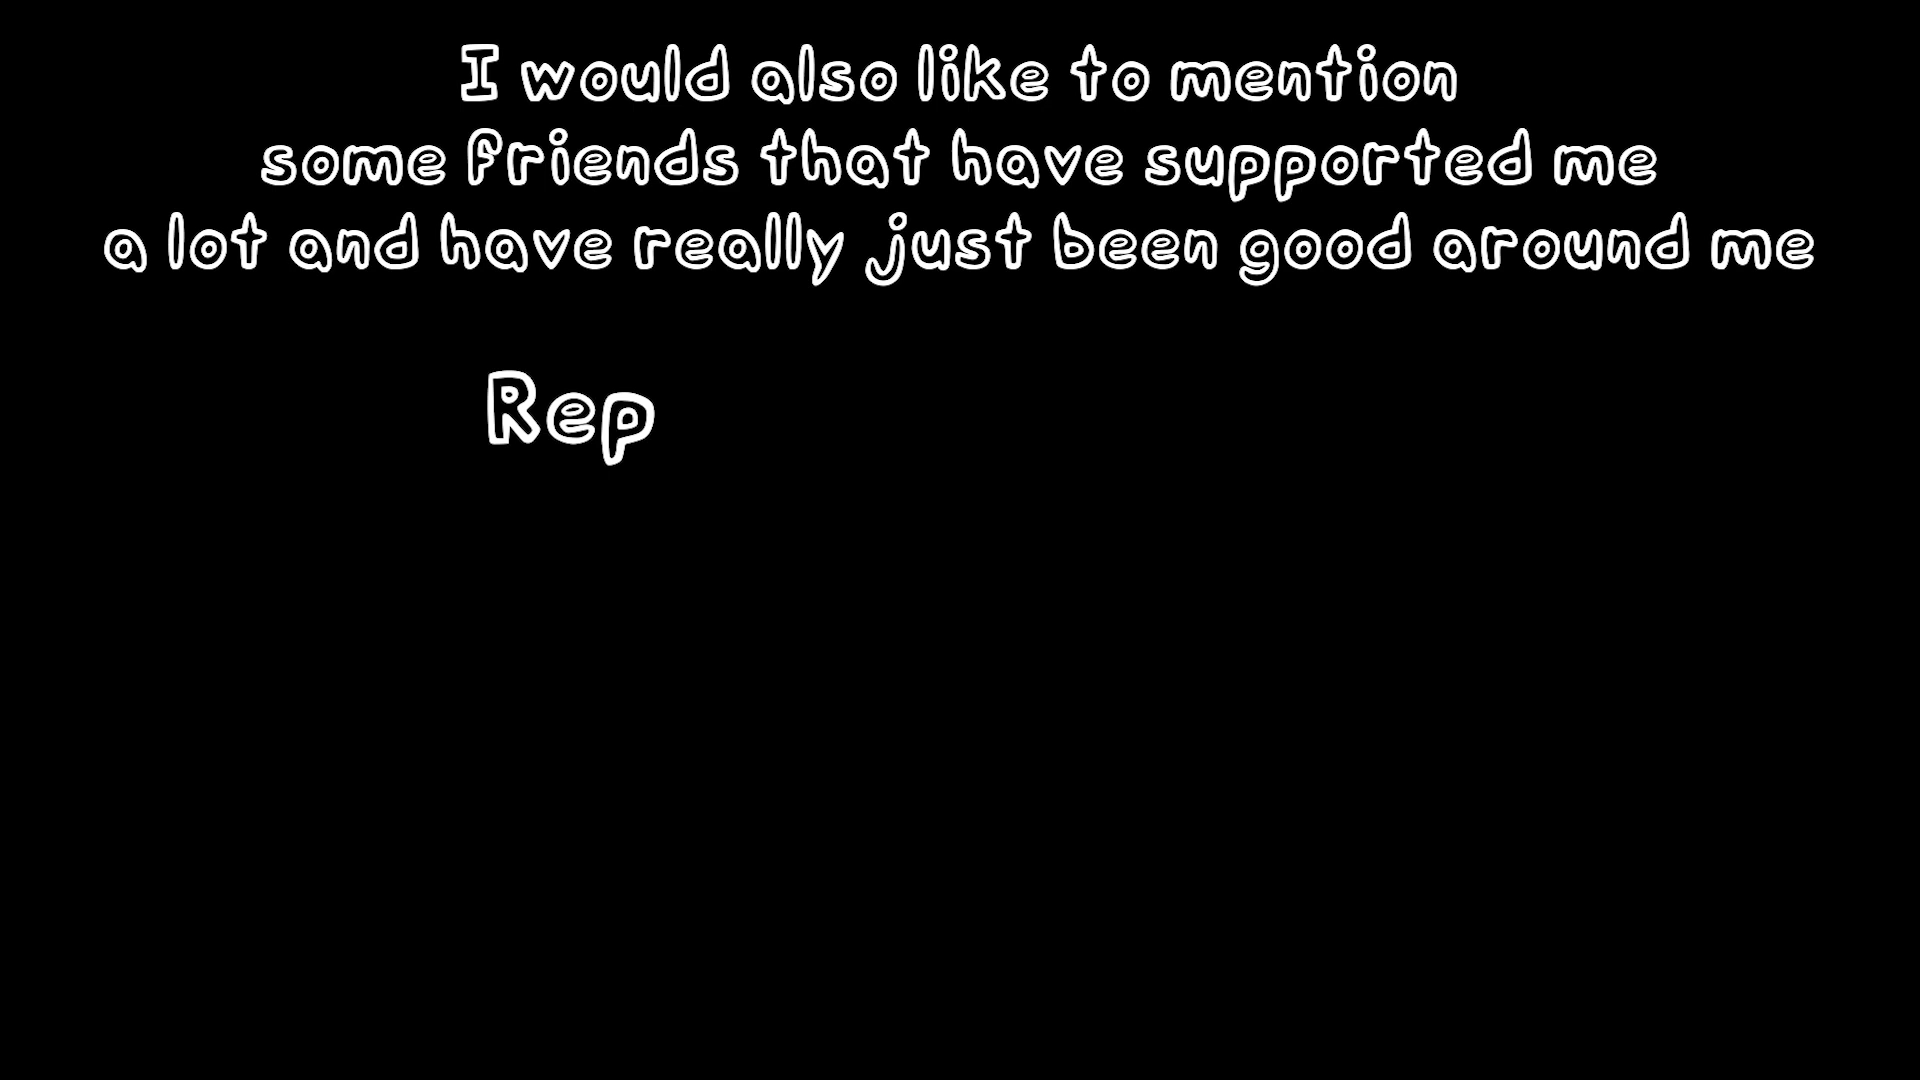 I would also like to mention
some friends that have supported me
a lot and have really just been good around me
Rep